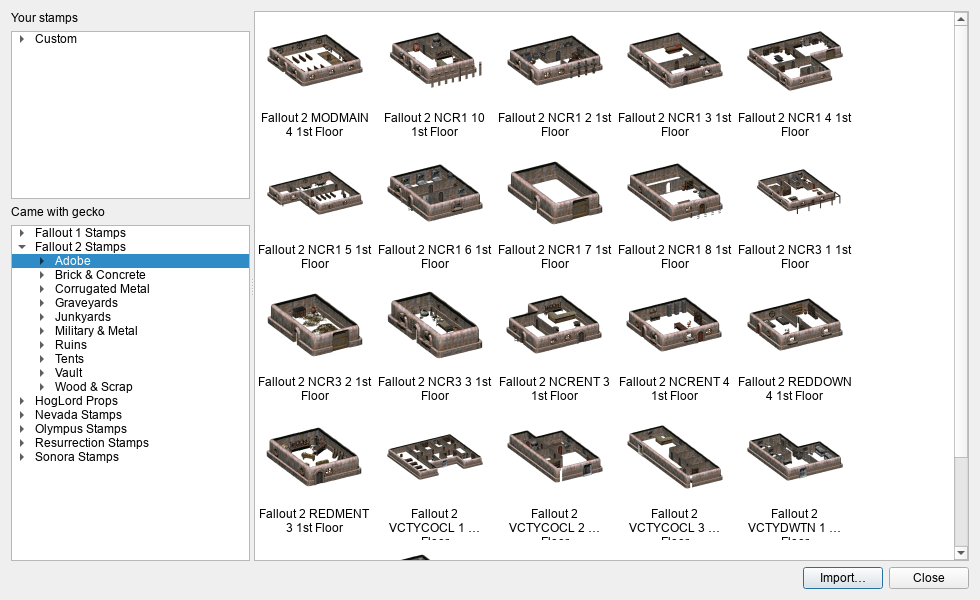 Your stamps
Custom
Came with gecko
Fallout 1 Stamps
Fallout 2 Stamps
Adobe
Brick & Concrete
Corrugated Metal
Graveyards
Junkyards
Military & Metal
Ruins
Tents
Vault
Wood & Scrap
HogLord Props
Nevada Stamps
Olympus Stamps
Resurrection Stamps
Sonora Stamps
Fallout 2 MODMAIN
4 1st Floor
Fallout 2 NCR1 10
1st Floor
Fallout 2 NCR1 2 1st
Floor
Fallout 2 NCR1 3 1st
Floor
Fallout 2 NCR1 4 1st
Floor
Fallout 2 NCR1 5 1st
Floor
Fallout 2 NCR1 6 1st
Floor
Fallout 2 NCR1 7 1st
Floor
Fallout 2 NCR1 8 1st
Floor
Fallout 2 NCR3 1 1st
Floor
Fallout 2 NCR3 2 1st
Floor
Fallout 2 NCR3 3 1st
Floor
Fallout 2 NCRENT 3
1st Floor
Fallout 2 NCRENT 4
1st Floor
Fallout 2 REDDOWN
4 1st Floor
Fallout 2 REDMENT
3 1st Floor
Fallout 2
VCTYCOCL 1 …
Floor
Fallout 2
VCTYCOCL 2 …
Floor
Fallout 2
VCTYCOCL 3 …
Floor
Fallout 2
VCTYDWTN 1 …
Floor
Import…
Close